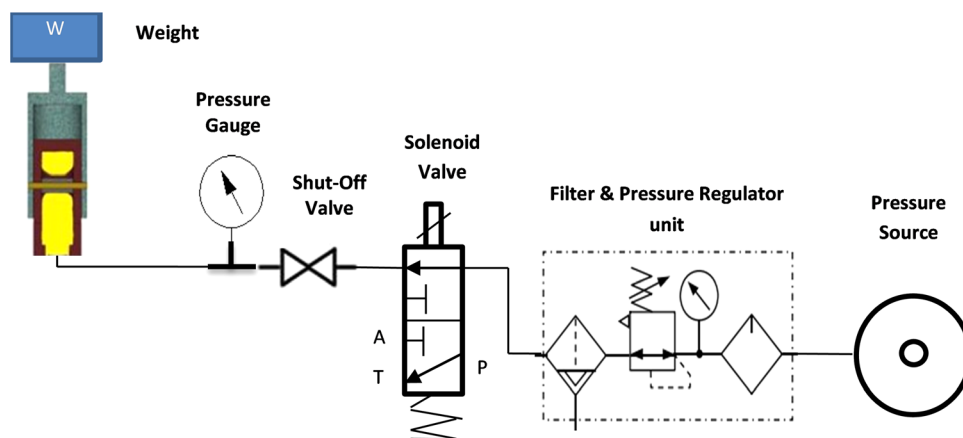 W
Weight
Pressure
Gauge
Shut-Off
Valve
Solenoid
Valve
Filter & Pressure Regulator
unit
Pressure
Source
A
T
P